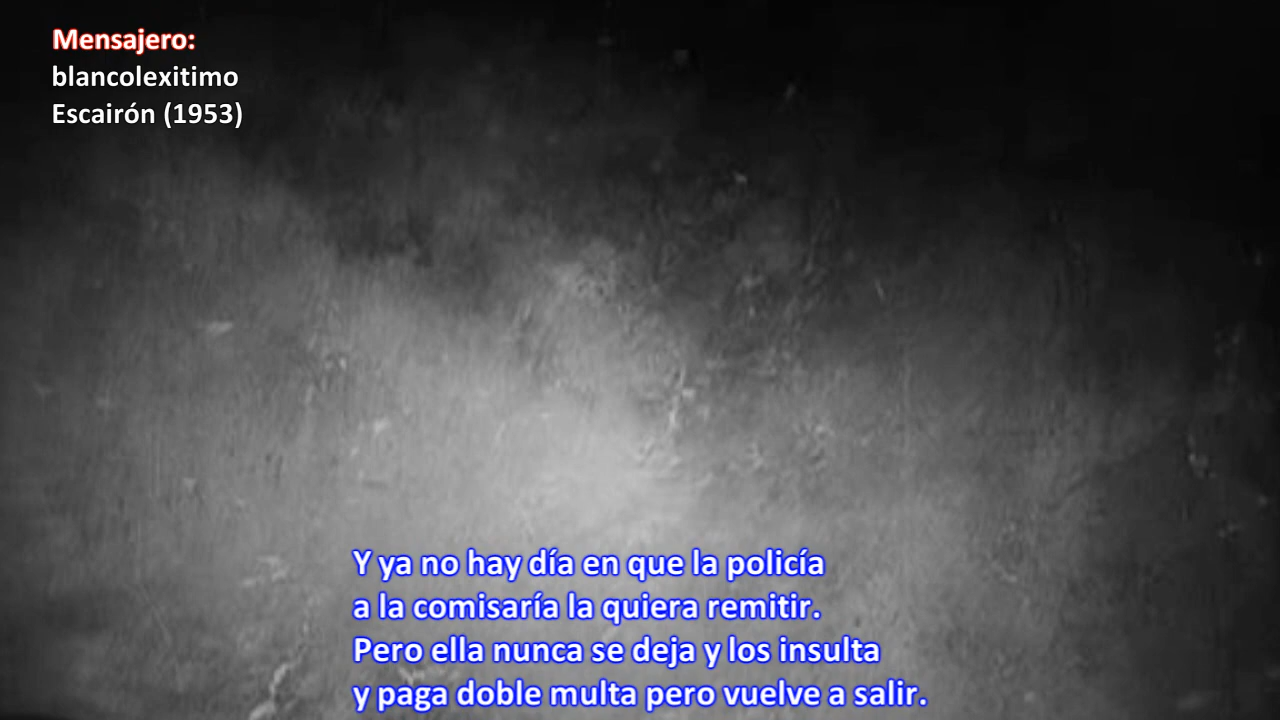 Mensajero:
blancolexitimo
Escairón (1953)
Y ya no hay día en que la policía
a la comisaría la quiera remitir.
Pero ella nunca se deja y los insulta
y paga doble multa pero vuelve a salir.